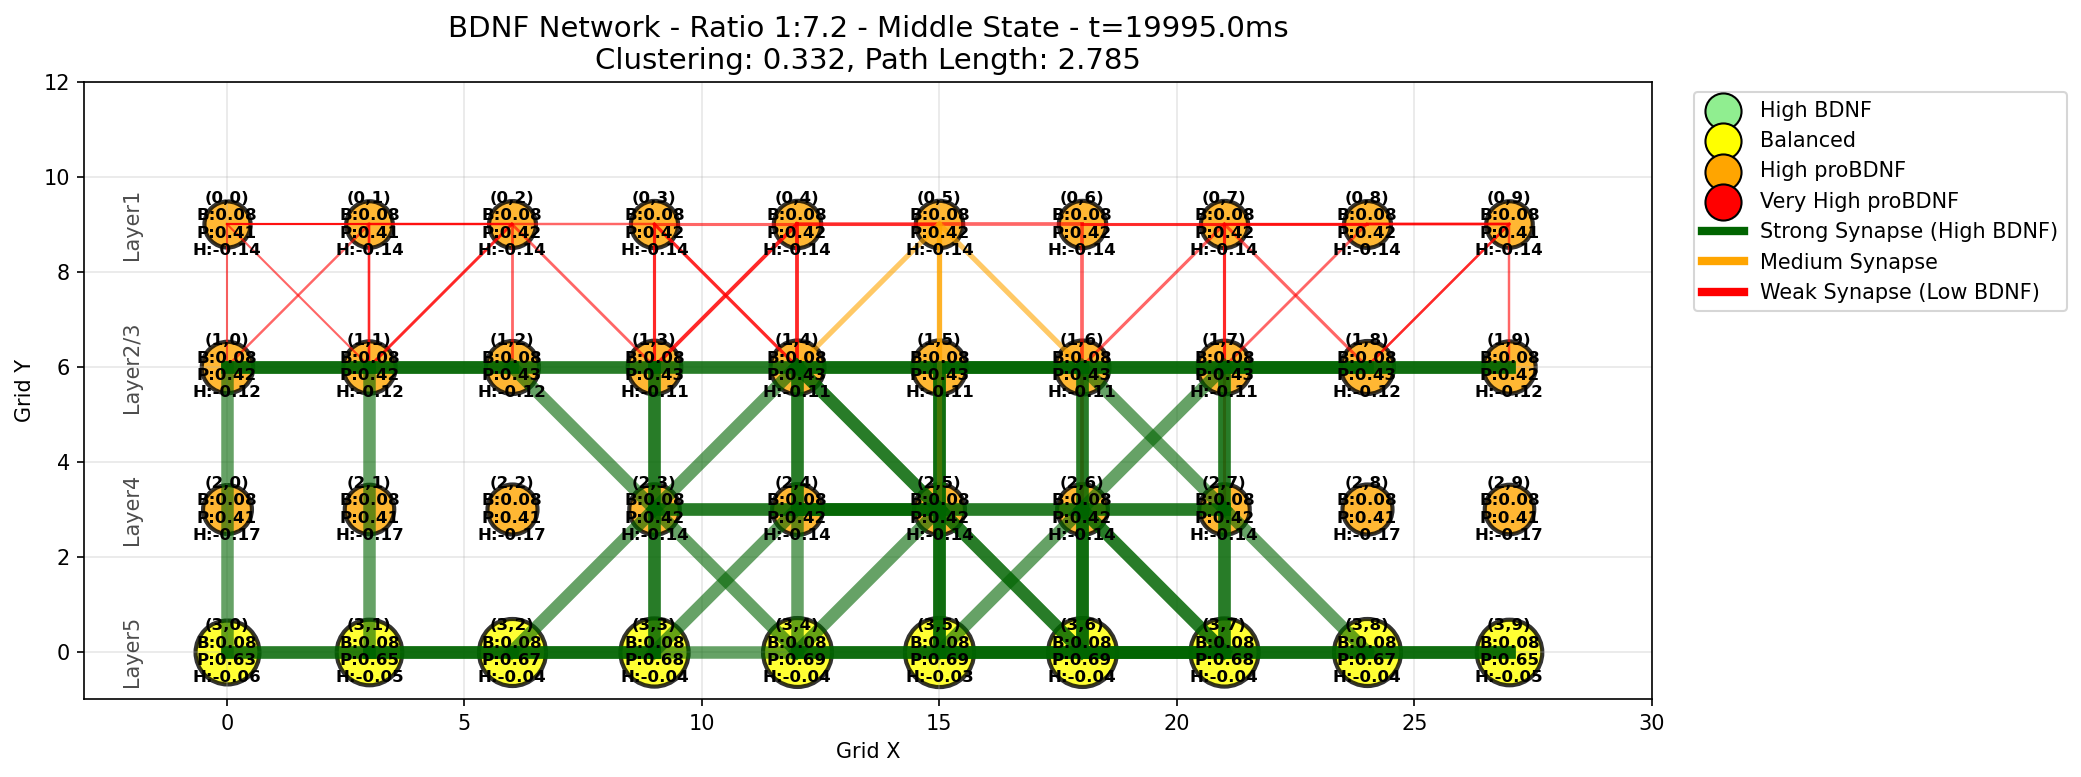 BDNF Network - Ratio 1:7.2 - Middle State - t=19995.0ms
Clustering: 0.332, Path Length: 2.785
12
10
8
6
4
2
0
Grid Y
Layer1
Layer2/3
Layer4
Layer5
(0,0) (0,1) (0,2) (0,3) (0,4) (0,5) (0,6) (0,7) (0,8) (0,9)
B:0.08 B:0.08 B:0.08 B:0.08 B:0.08 B:0.08 B:0.08 B:0.08 B:0.08 B:0.08
P:0.41 P:0.41 P:0.42 P:0.42 P:0.42 P:0.42 P:0.42 P:0.42 P:0.42 P:0.41
H:-0.14 H:-0.14 H:-0.14 H:-0.14 H:-0.14 H:-0.14 H:-0.14 H:-0.14 H:-0.14 H:-0.14
(1,0) (1,1) (1,2) (1,3) (1,4) (1,5) (1,6) (1,7) (1,8) (1,9)
B:0.08 B:0.08 B:0.08 B:0.08 B:0.08 B:0.08 B:0.08 B:0.08 B:0.08 B:0.08
P:0.42 P:0.42 P:0.43 P:0.43 P:0.43 P:0.43 P:0.43 P:0.43 P:0.43 P:0.42
H:-0.12 H:-0.12 H:-0.12 H:-0.11 H:-0.11 H:-0.11 H:-0.11 H:-0.11 H:-0.12 H:-0.12
(2,0) (2,1) (2,2) (2,3) (2,4) (2,5) (2,6) (2,7) (2,8) (2,9)
B:0.08 B:0.08 B:0.08 B:0.08 B:0.08 B:0.08 B:0.08 B:0.08 B:0.08 B:0.08
P:0.41 P:0.41 P:0.41 P:0.42 P:0.42 P:0.42 P:0.42 P:0.42 P:0.41 P:0.41
H:-0.17 H:-0.17 H:-0.17 H:-0.14 H:-0.14 H:-0.14 H:-0.14 H:-0.14 H:-0.17 H:-0.17
(3,0) (3,1) (3,2) (3,3) (3,4) (3,5) (3,6) (3,7) (3,8) (3,9)
B:0.08 B:0.08 B:0.08 B:0.08 B:0.08 B:0.08 B:0.08 B:0.08 B:0.08 B:0.08
P:0.63 P:0.65 P:0.67 P:0.68 P:0.69 P:0.69 P:0.69 P:0.68 P:0.67 P:0.65
H:-0.06 H:-0.05 H:-0.04 H:-0.04 H:-0.04 H:-0.03 H:-0.04 H:-0.04 H:-0.04 H:-0.05
0 5 10 15 20 25 30
Grid X
High BDNF
Balanced
High proBDNF
Very High proBDNF
Strong Synapse (High BDNF)
Medium Synapse
Weak Synapse (Low BDNF)